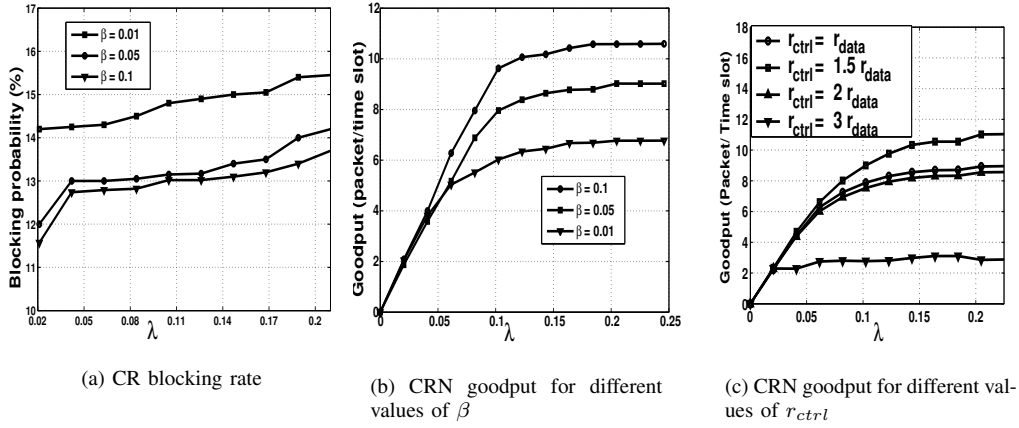 17
16
15
14
13
12
11
10
Blocking probability (%)
β = 0.01
β = 0.05
β = 0.1
0.02 0.05 0.08 0.11 0.14 0.17 0.2
λ
(a) CR blocking rate
12
10
8
6
4
2
0
Goodput (packet/time slot)
β = 0.1
β = 0.05
β = 0.01
0 0.05 0.1 0.15 0.2 0.25
λ
(b) CRN goodput for different
values of β
18
16
14
12
10
8
6
4
2
0
Goodput (Packet/ Time slot)
r_ctrl = r_data
r_ctrl = 1.5 r_data
r_ctrl = 2 r_data
r_ctrl = 3 r_data
0 0.05 0.1 0.15 0.2
λ
(c) CRN goodput for different val-
ues of r_ctrl